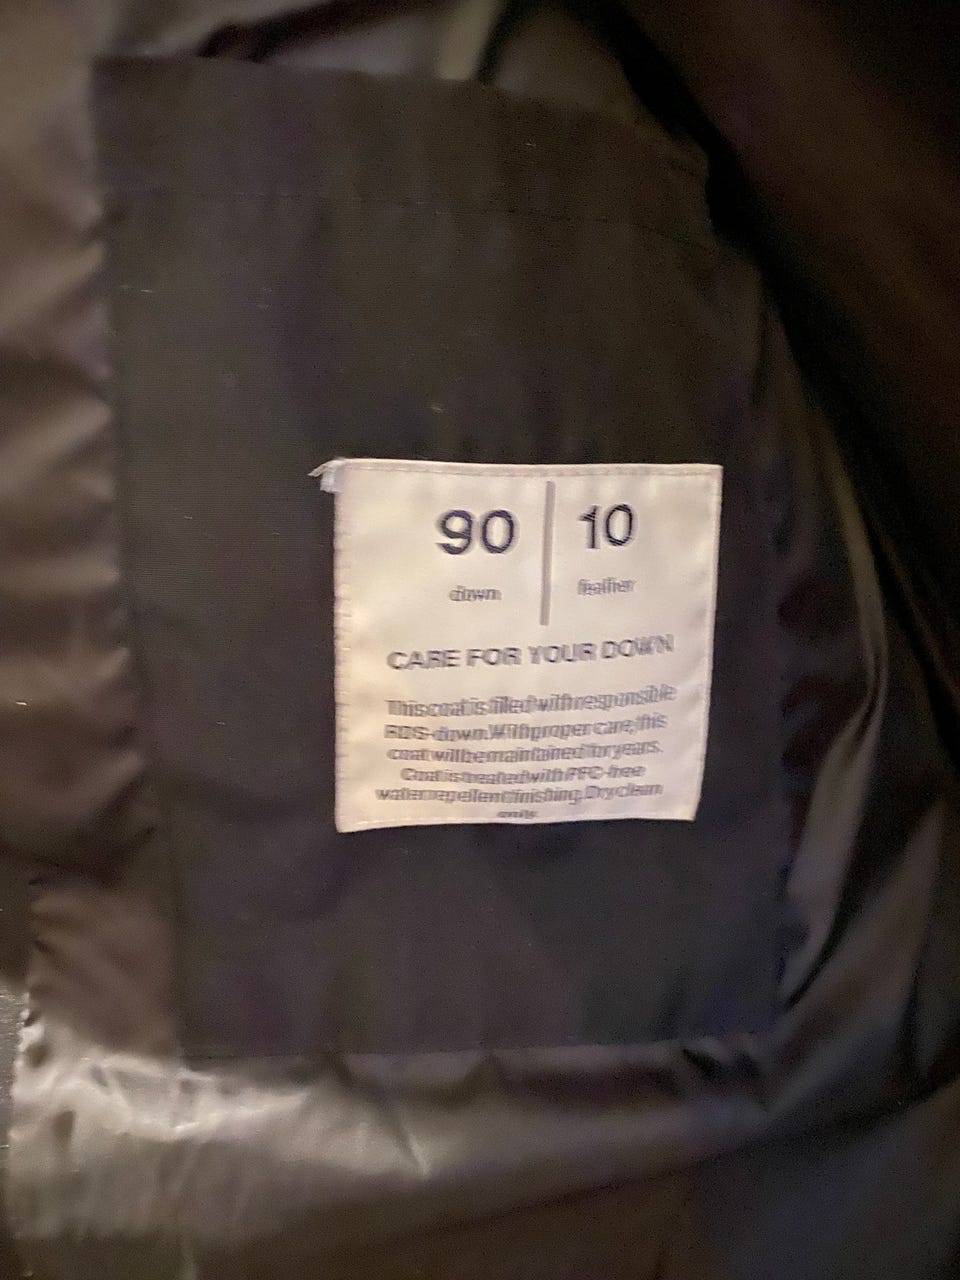 90 10
down feather
CARE FOR YOUR DOWN
This coat is filled with responsible
RDS-down. With proper care, this
coat will be maintained for years.
Coat is treated with PFC-free
water repellent finishing. Dry clean
only.